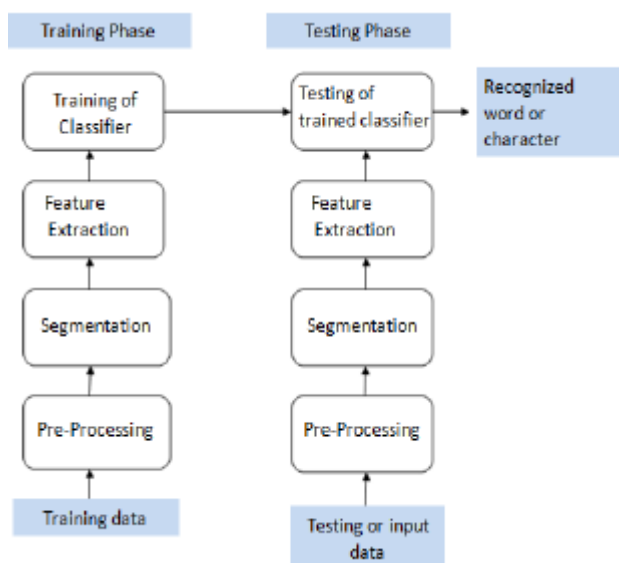 Training Phase
Testing Phase
Training of
Classifier
Testing of
trained classifier
Recognized
word or
character
Feature
Extraction
Feature
Extraction
Segmentation
Segmentation
Pre-Processing
Pre-Processing
Training data
Testing or input
data